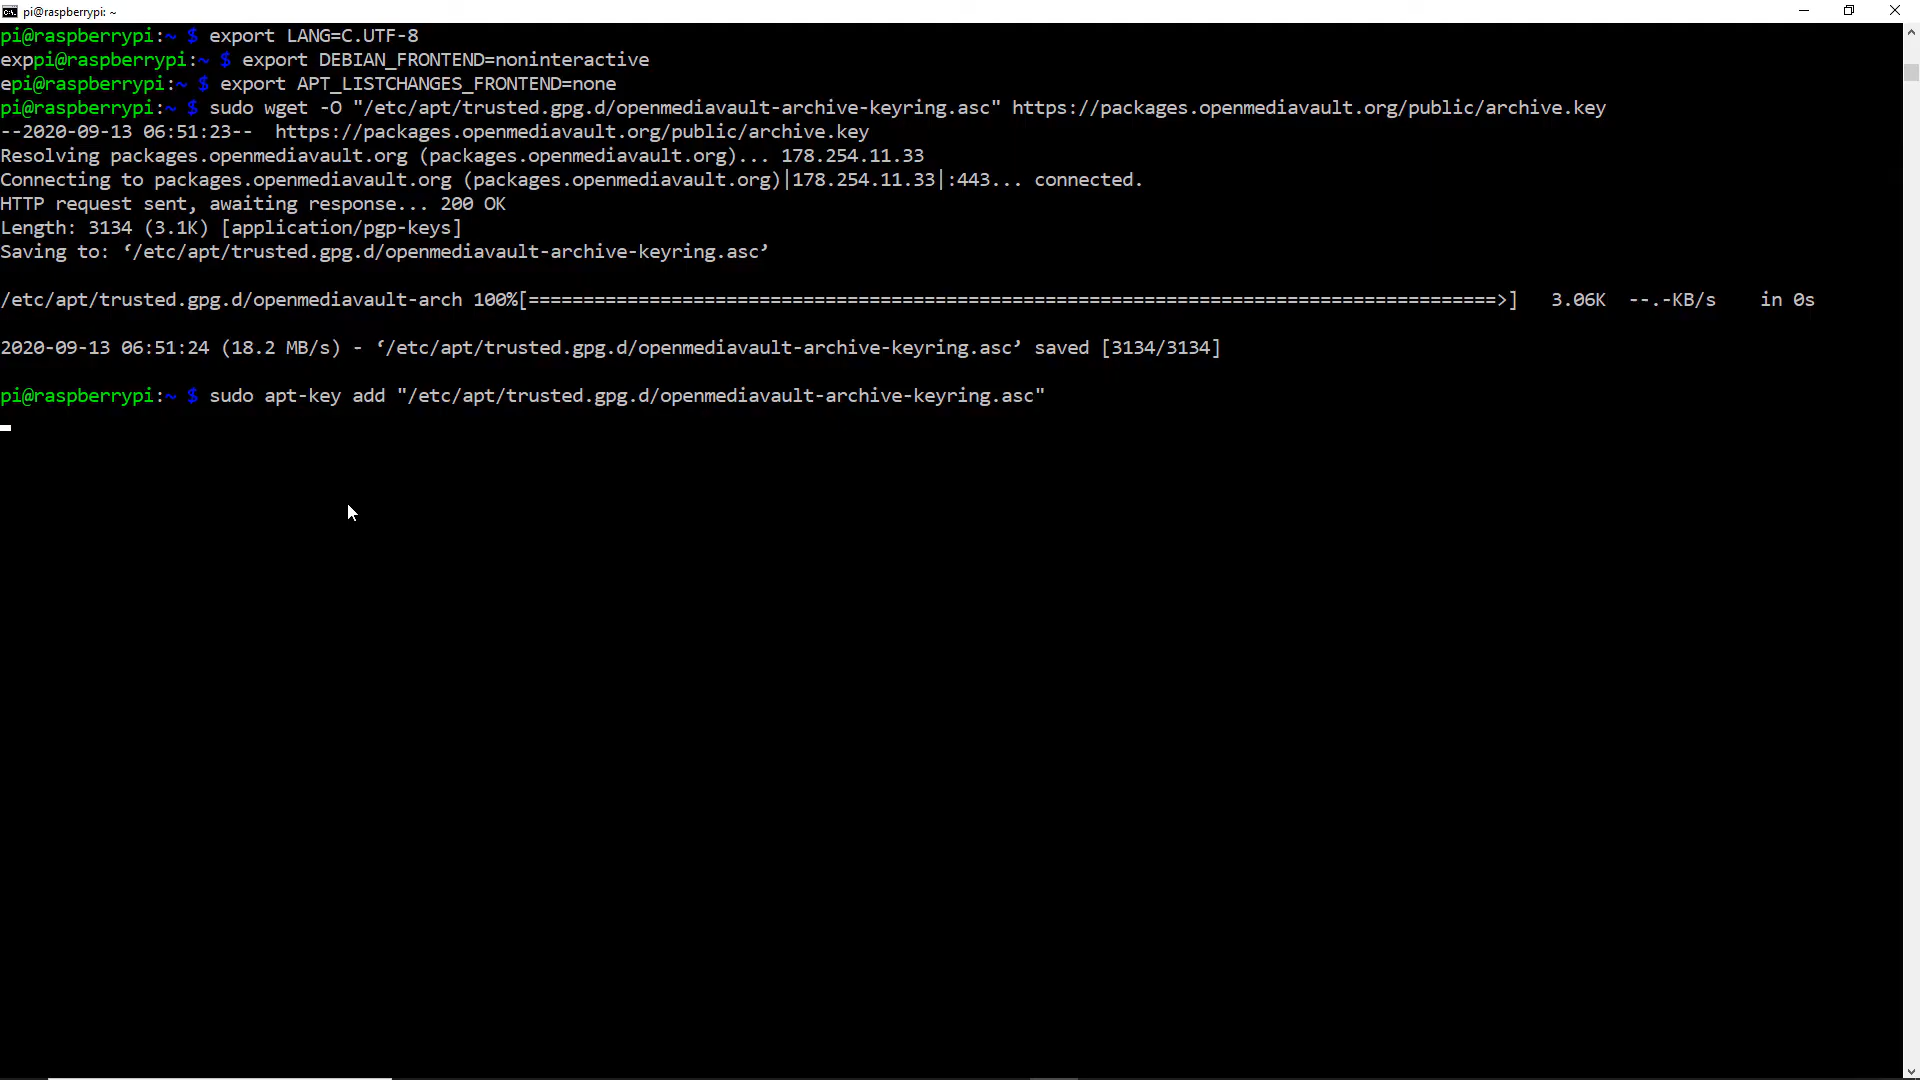 pi@raspberrypi: ~
pi@raspberrypi:~ $ export LANG=C.UTF-8
exppi@raspberrypi:~ $ export DEBIAN_FRONTEND=noninteractive
epi@raspberrypi:~ $ export APT_LISTCHANGES_FRONTEND=none
pi@raspberrypi:~ $ sudo wget -O "/etc/apt/trusted.gpg.d/openmediavault-archive-keyring.asc" https://packages.openmediavault.org/public/archive.key
--2020-09-13 06:51:23--  https://packages.openmediavault.org/public/archive.key
Resolving packages.openmediavault.org (packages.openmediavault.org)... 178.254.11.33
Connecting to packages.openmediavault.org (packages.openmediavault.org)|178.254.11.33|:443... connected.
HTTP request sent, awaiting response... 200 OK
Length: 3134 (3.1K) [application/pgp-keys]
Saving to: ‘/etc/apt/trusted.gpg.d/openmediavault-archive-keyring.asc’
/etc/apt/trusted.gpg.d/openmediavault-arch 100%[========================================================================================>]   3.06K  --.-KB/s    in 0s
2020-09-13 06:51:24 (18.2 MB/s) - ‘/etc/apt/trusted.gpg.d/openmediavault-archive-keyring.asc’ saved [3134/3134]
pi@raspberrypi:~ $ sudo apt-key add "/etc/apt/trusted.gpg.d/openmediavault-archive-keyring.asc"